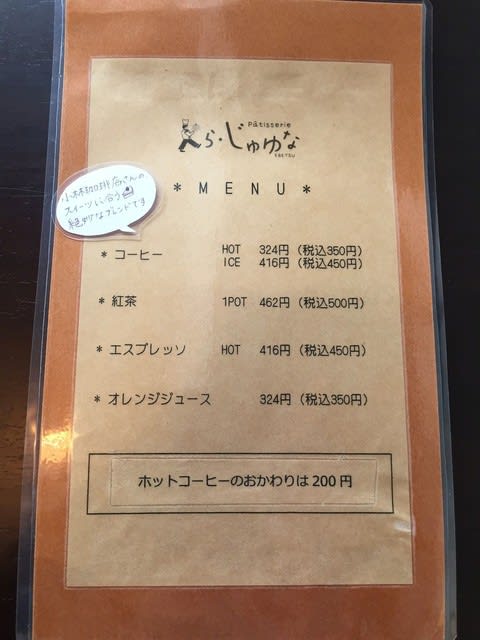 Pâtisserie
ら・じゅゆな
EBETSU
* MENU *
小林珈琲店さんの
スイーツに合う
絶妙なブレンドです
* コーヒー HOT 324円 (税込350円)
ICE 416円 (税込450円)
* 紅茶 1POT 462円 (税込500円)
* エスプレッソ HOT 416円 (税込450円)
* オレンジジュース 324円 (税込350円)
ホットコーヒーのおかわりは 200 円